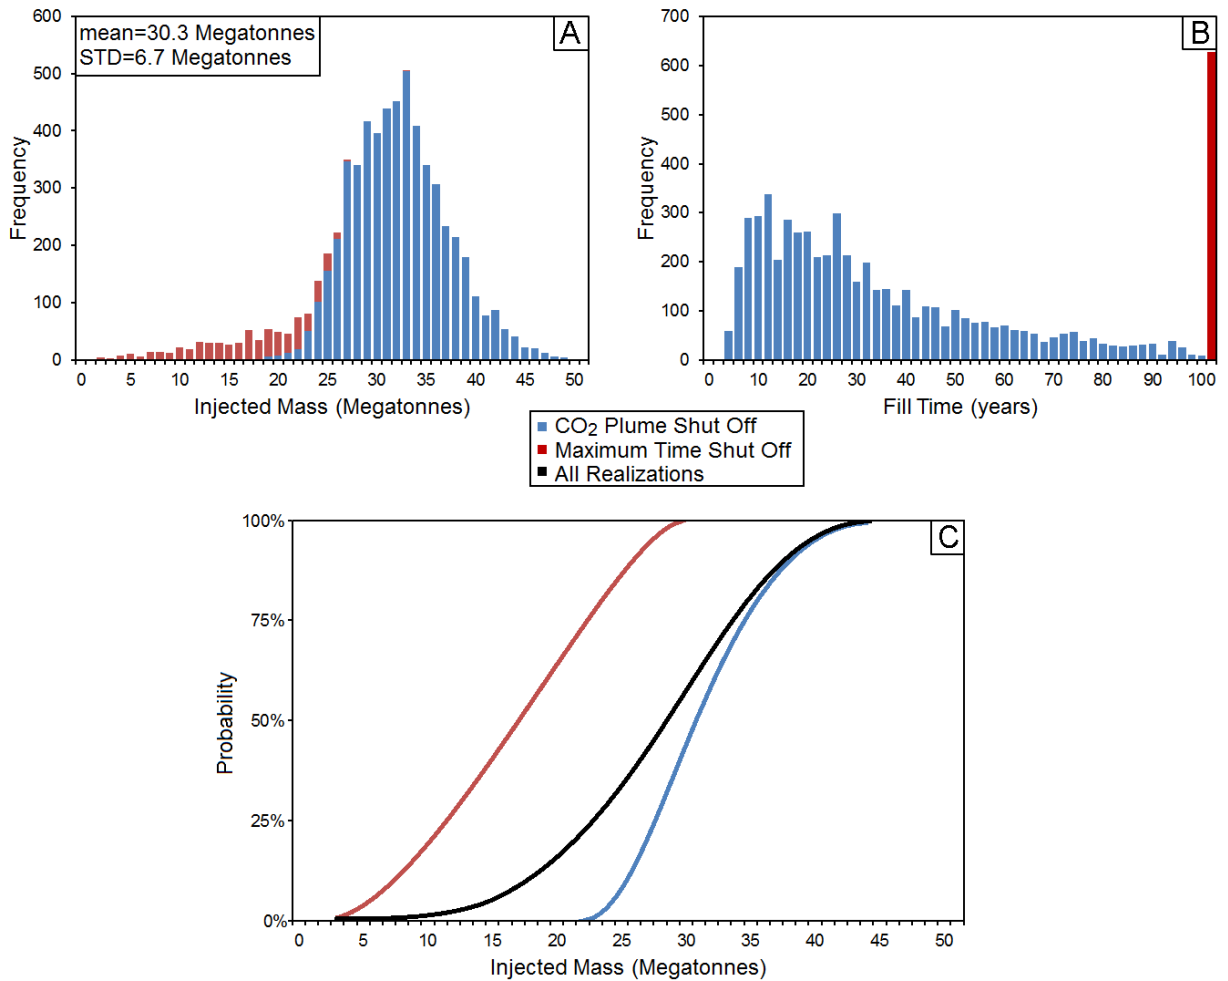 600
500
400
300
200
100
0
Frequency
mean=30.3 Megatonnes
STD=6.7 Megatonnes
A
0 5 10 15 20 25 30 35 40 45 50
Injected Mass (Megatonnes)
700
600
500
400
300
200
100
0
Frequency
B
0 10 20 30 40 50 60 70 80 90 100
Fill Time (years)
CO₂ Plume Shut Off
Maximum Time Shut Off
All Realizations
100%
75%
50%
25%
0%
Probability
C
0 5 10 15 20 25 30 35 40 45 50
Injected Mass (Megatonnes)